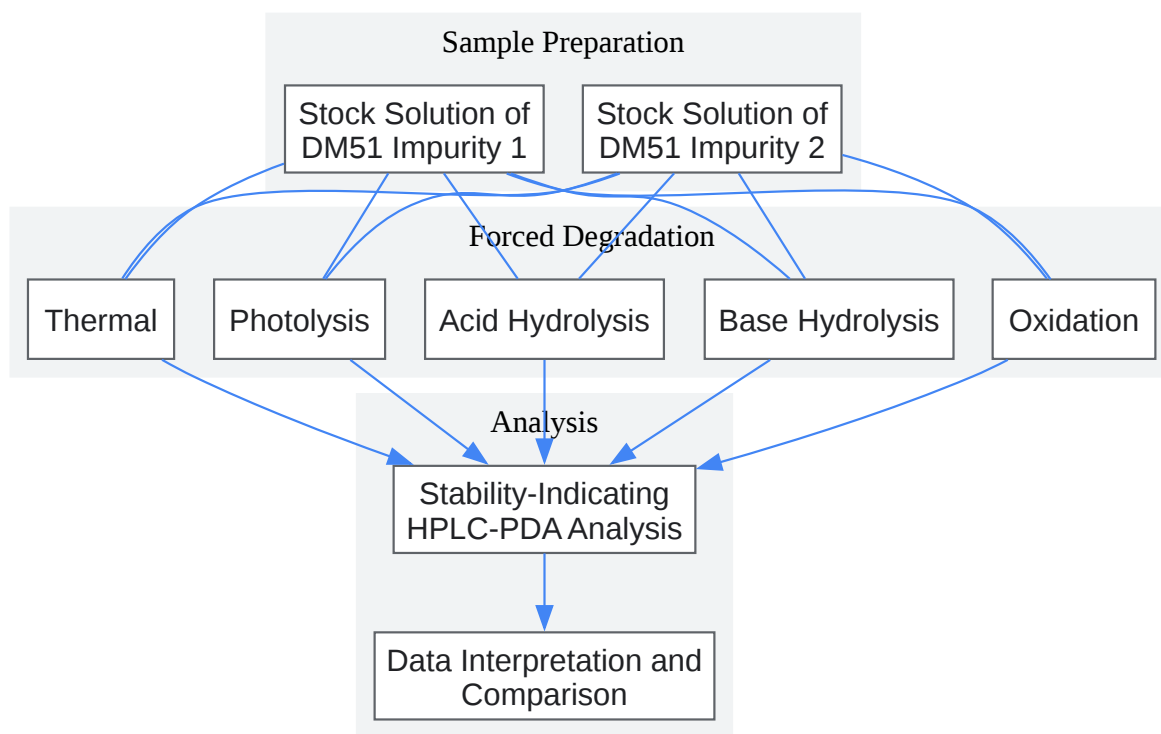 Sample Preparation
Stock Solution of
DM51 Impurity 1
Stock Solution of
DM51 Impurity 2
Forced Degradation
Thermal
Photolysis
Acid Hydrolysis
Base Hydrolysis
Oxidation
Analysis
Stability-Indicating
HPLC-PDA Analysis
Data Interpretation and
Comparison